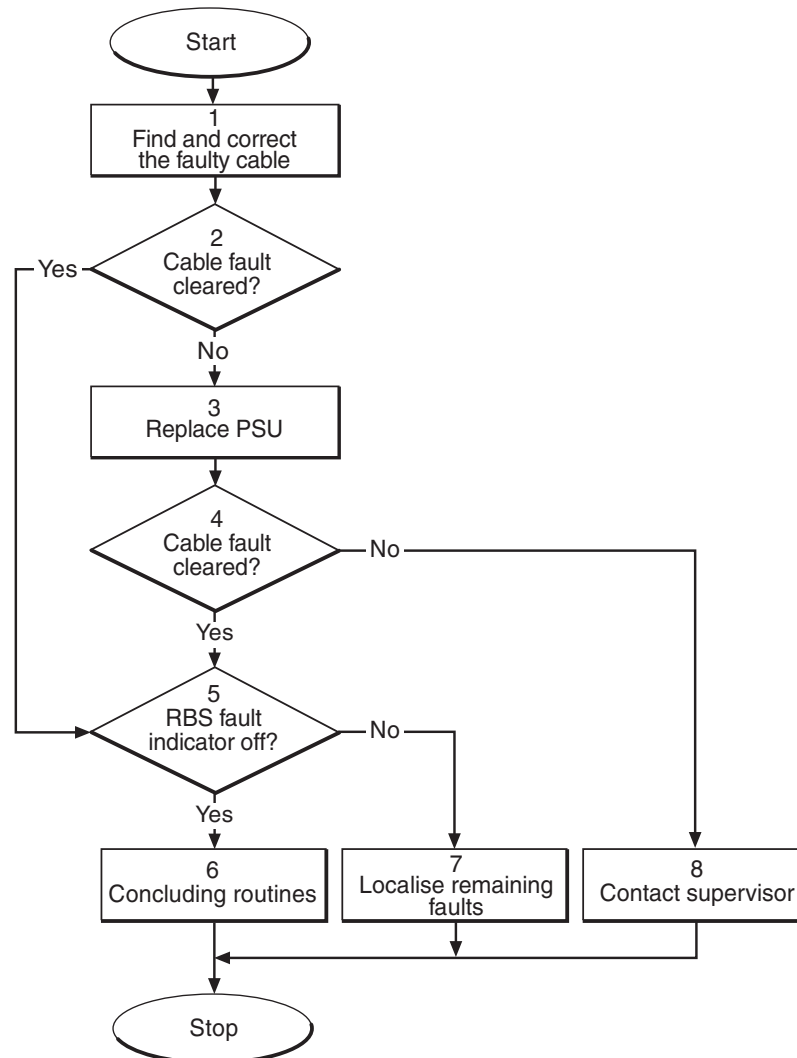 Start
1
Find and correct
the faulty cable
2
Cable fault
cleared?
Yes
No
3
Replace PSU
4
Cable fault
cleared?
No
Yes
5
RBS fault
indicator off?
No
Yes
6
Concluding routines
7
Localise remaining
faults
8
Contact supervisor
Stop